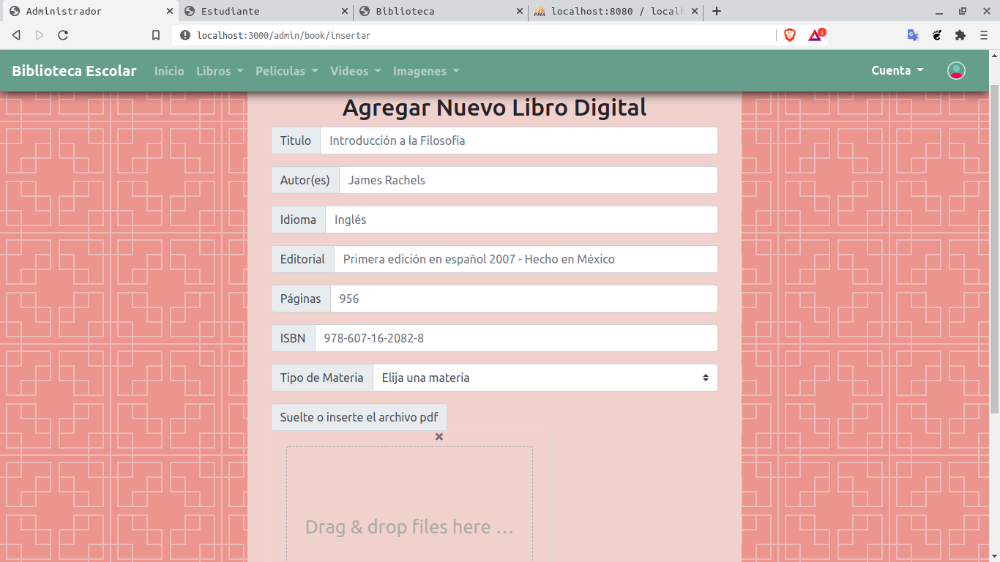 Administrador
Estudiante
Biblioteca
localhost:8080 / localh
localhost:3000/admin/book/insertar
1
Biblioteca Escolar Inicio Libros Peliculas Videos Imagenes Cuenta
Agregar Nuevo Libro Digital
Titulo Introducción a la Filosofía
Autor(es) James Rachels
Idioma Inglés
Editorial Primera edición en español 2007 - Hecho en México
Páginas 956
ISBN 978-607-16-2082-8
Tipo de Materia Elija una materia
Suelte o inserte el archivo pdf
Drag & drop files here …